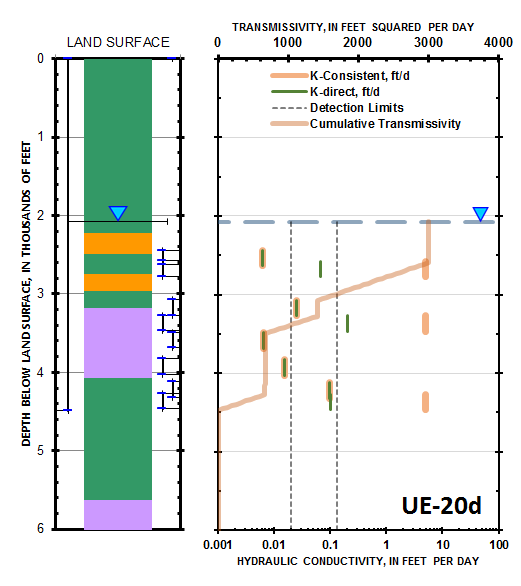 TRANSMISSIVITY, IN FEET SQUARED PER DAY
LAND SURFACE
0 1000 2000 3000 4000
K-Consistent, ft/d
K-direct, ft/d
Detection Limits
Cumulative Transmissivity
DEPTH BELOW LAND SURFACE, IN THOUSANDS OF FEET
0
1
2
3
4
5
6
UE-20d
0.001 0.01 0.1 1 10 100
HYDRAULIC CONDUCTIVITY, IN FEET PER DAY